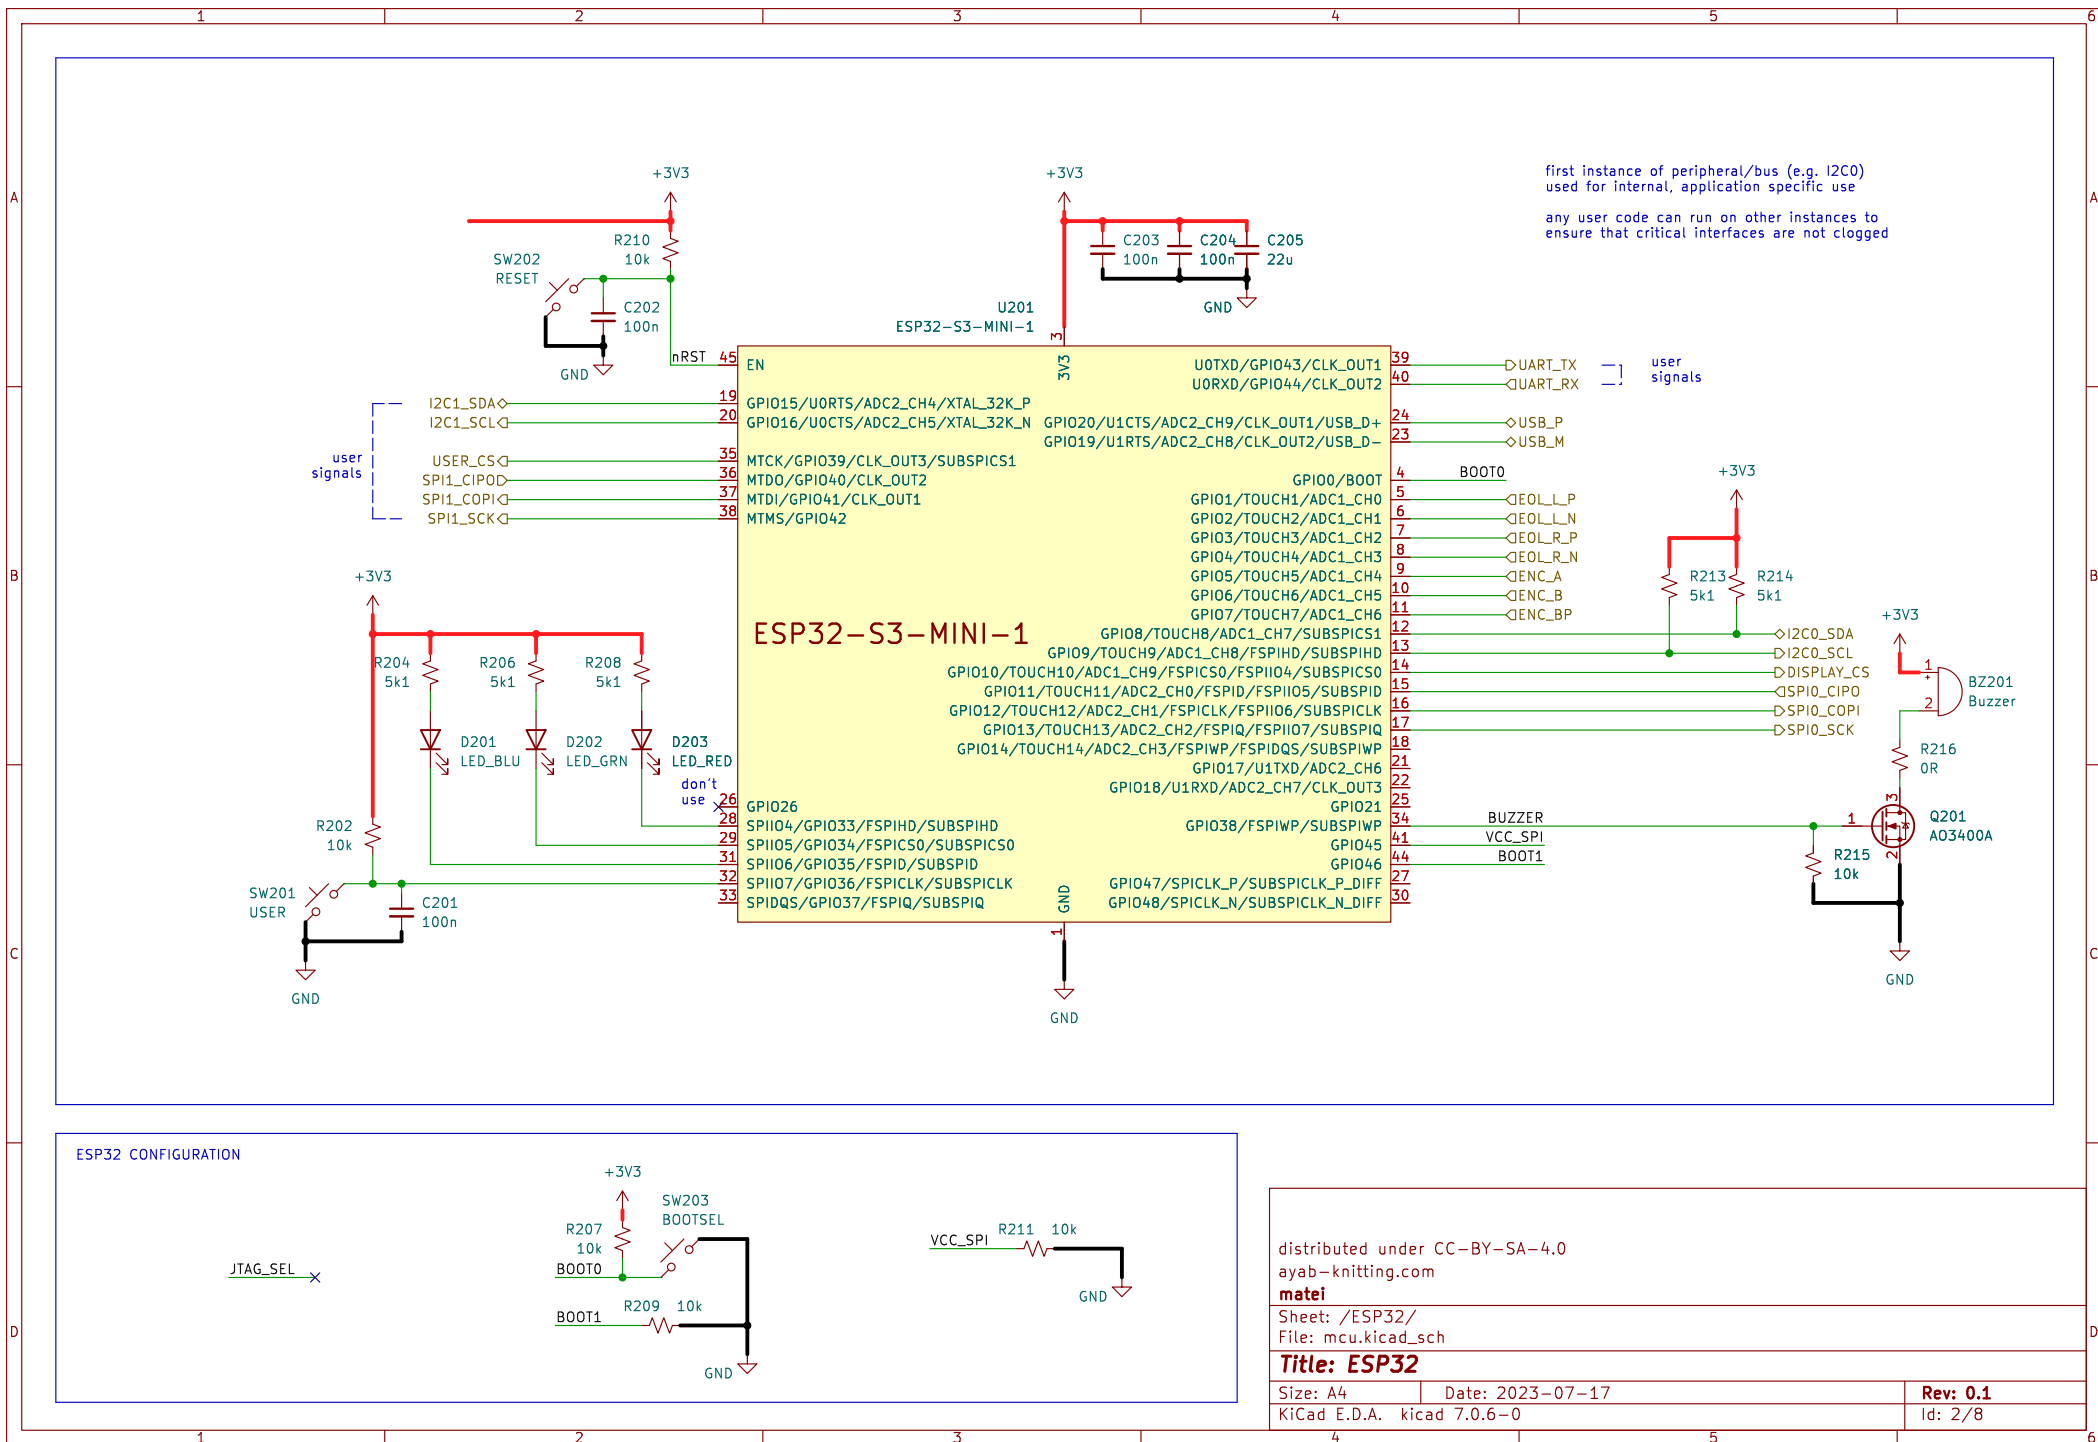 1 2 3 4 5 6
A A
B B
C C
D D
1 2 3 4 5 6
first instance of peripheral/bus (e.g. I2C0)
used for internal, application specific use
any user code can run on other instances to
ensure that critical interfaces are not clogged
+3V3
R210
10k
SW202
RESET
C202
100n
GND
nRST
+3V3
C203
100n
C204
100n
C205
22u
GND
U201
ESP32-S3-MINI-1
3
3V3
ESP32-S3-MINI-1
GND
1
GND
45 EN
I2C1_SDA 19 GPIO15/U0RTS/ADC2_CH4/XTAL_32K_P
I2C1_SCL 20 GPIO16/U0CTS/ADC2_CH5/XTAL_32K_N
USER_CS 35 MTCK/GPIO39/CLK_OUT3/SUBSPICS1
SPI1_CIPO 36 MTDO/GPIO40/CLK_OUT2
SPI1_COPI 37 MTDI/GPIO41/CLK_OUT1
SPI1_SCK 38 MTMS/GPIO42
user
signals
26 GPIO26
28 SPIIO4/GPIO33/FSPIHD/SUBSPIHD
29 SPIIO5/GPIO34/FSPICS0/SUBSPICS0
31 SPIIO6/GPIO35/FSPID/SUBSPID
32 SPIIO7/GPIO36/FSPICLK/SUBSPICLK
33 SPIDQS/GPIO37/FSPIQ/SUBSPIQ
don't
use
+3V3
R204
5k1
R206
5k1
R208
5k1
D201
LED_BLU
D202
LED_GRN
D203
LED_RED
R202
10k
SW201
USER
C201
100n
GND
U0TXD/GPIO43/CLK_OUT1 39 UART_TX
U0RXD/GPIO44/CLK_OUT2 40 UART_RX
user
signals
GPIO20/U1CTS/ADC2_CH9/CLK_OUT1/USB_D+ 24 USB_P
GPIO19/U1RTS/ADC2_CH8/CLK_OUT2/USB_D- 23 USB_M
GPIO0/BOOT 4 BOOT0
GPIO1/TOUCH1/ADC1_CH0 5 EOL_L_P
GPIO2/TOUCH2/ADC1_CH1 6 EOL_L_N
GPIO3/TOUCH3/ADC1_CH2 7 EOL_R_P
GPIO4/TOUCH4/ADC1_CH3 8 EOL_R_N
GPIO5/TOUCH5/ADC1_CH4 9 ENC_A
GPIO6/TOUCH6/ADC1_CH5 10 ENC_B
GPIO7/TOUCH7/ADC1_CH6 11 ENC_BP
GPIO8/TOUCH8/ADC1_CH7/SUBSPICS1 12 I2C0_SDA
GPIO9/TOUCH9/ADC1_CH8/FSPIHD/SUBSPIHD 13 I2C0_SCL
GPIO10/TOUCH10/ADC1_CH9/FSPICS0/FSPIIO4/SUBSPICS0 14 DISPLAY_CS
GPIO11/TOUCH11/ADC2_CH0/FSPID/FSPIIO5/SUBSPID 15 SPI0_CIPO
GPIO12/TOUCH12/ADC2_CH1/FSPICLK/FSPIIO6/SUBSPICLK 16 SPI0_COPI
GPIO13/TOUCH13/ADC2_CH2/FSPIQ/FSPIIO7/SUBSPIQ 17 SPI0_SCK
GPIO14/TOUCH14/ADC2_CH3/FSPIWP/FSPIDQS/SUBSPIWP 18
GPIO17/U1TXD/ADC2_CH6 21
GPIO18/U1RXD/ADC2_CH7/CLK_OUT3 22
GPIO21 25
GPIO38/FSPIWP/SUBSPIWP 34 BUZZER
GPIO45 41 VCC_SPI
GPIO46 44 BOOT1
GPIO47/SPICLK_P/SUBSPICLK_P_DIFF 27
GPIO48/SPICLK_N/SUBSPICLK_N_DIFF 30
+3V3
R213
5k1
R214
5k1
+3V3
1
+
2
BZ201
Buzzer
R216
0R
3
1
2
Q201
AO3400A
R215
10k
GND
ESP32 CONFIGURATION
JTAG_SEL
+3V3
R207
10k
SW203
BOOTSEL
BOOT0
R209 10k
BOOT1
GND
VCC_SPI
R211 10k
GND
distributed under CC-BY-SA-4.0
ayab-knitting.com
matei
Sheet: /ESP32/
File: mcu.kicad_sch
Title: ESP32
Size: A4 Date: 2023-07-17 Rev: 0.1
KiCad E.D.A. kicad 7.0.6-0 Id: 2/8